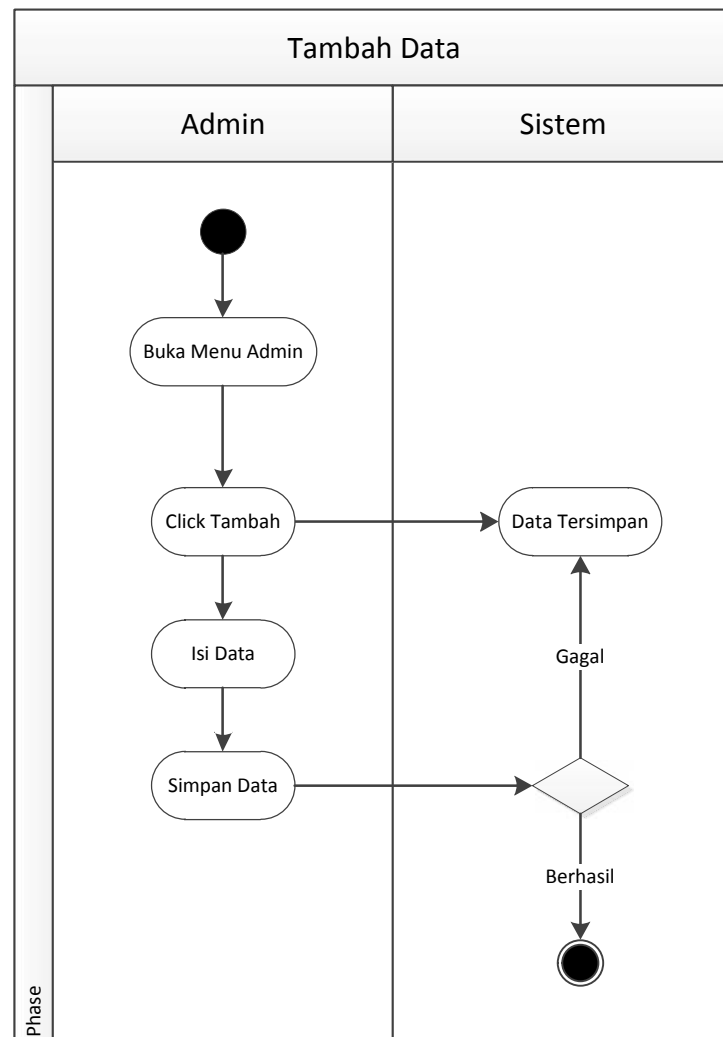 Tambah Data
Admin
Sistem
Buka Menu Admin
Click Tambah
Data Tersimpan
Isi Data
Gagal
Simpan Data
Berhasil
Phase